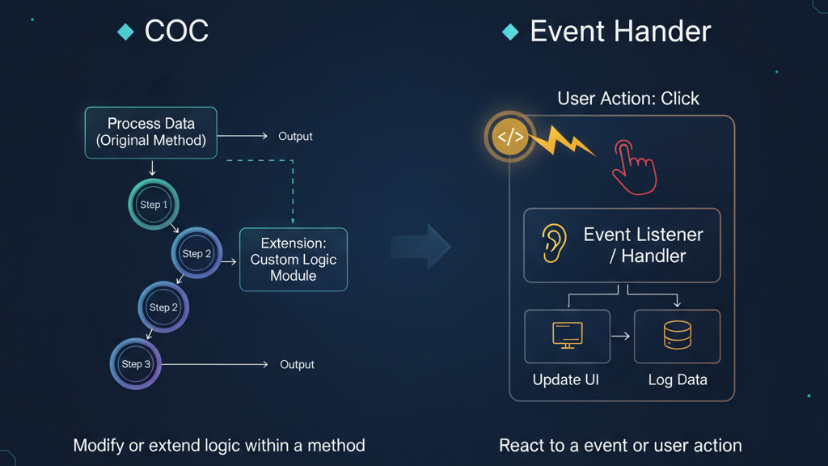 COC
Process Data
(Original Method)
Output
Step 1
Step 2
Extension:
Custom Logic
Module
Step 2
Step 3
Output
Modify or extend logic within a method
Event Hander
User Action: Click
</>
Event Listener
/ Handler
Update UI
Log Data
React to a event or user action